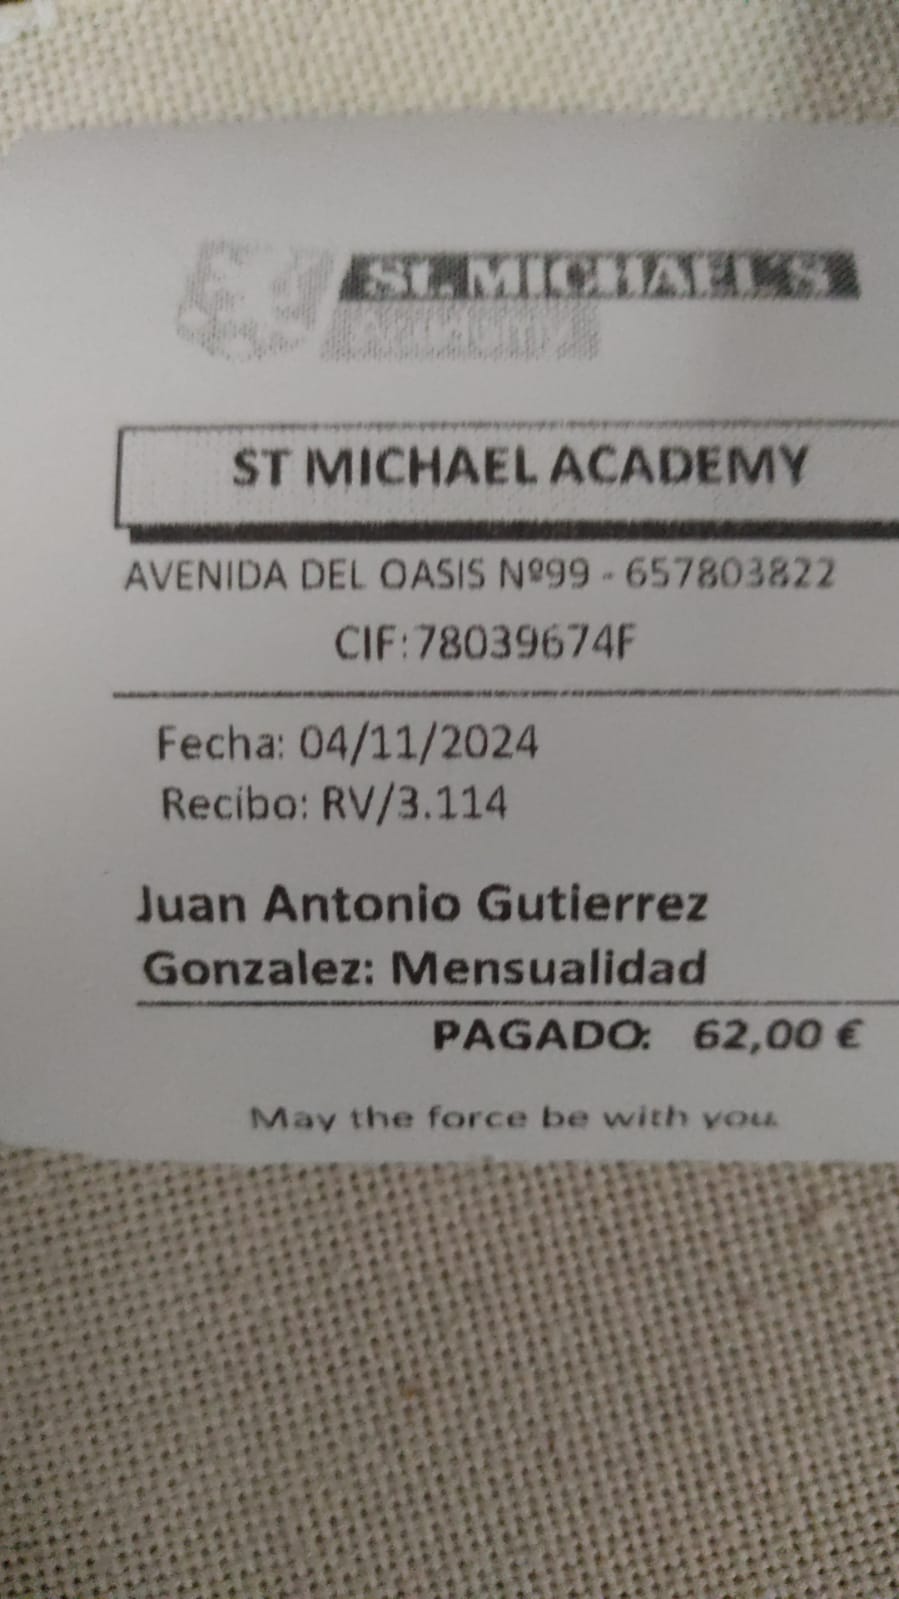 ST. MICHAEL'S
ST MICHAEL ACADEMY
AVENIDA DEL OASIS Nº99 - 657803822
CIF:78039674F
Fecha: 04/11/2024
Recibo: RV/3.114
Juan Antonio Gutierrez
Gonzalez: Mensualidad
PAGADO: 62,00 €
May the force be with you.